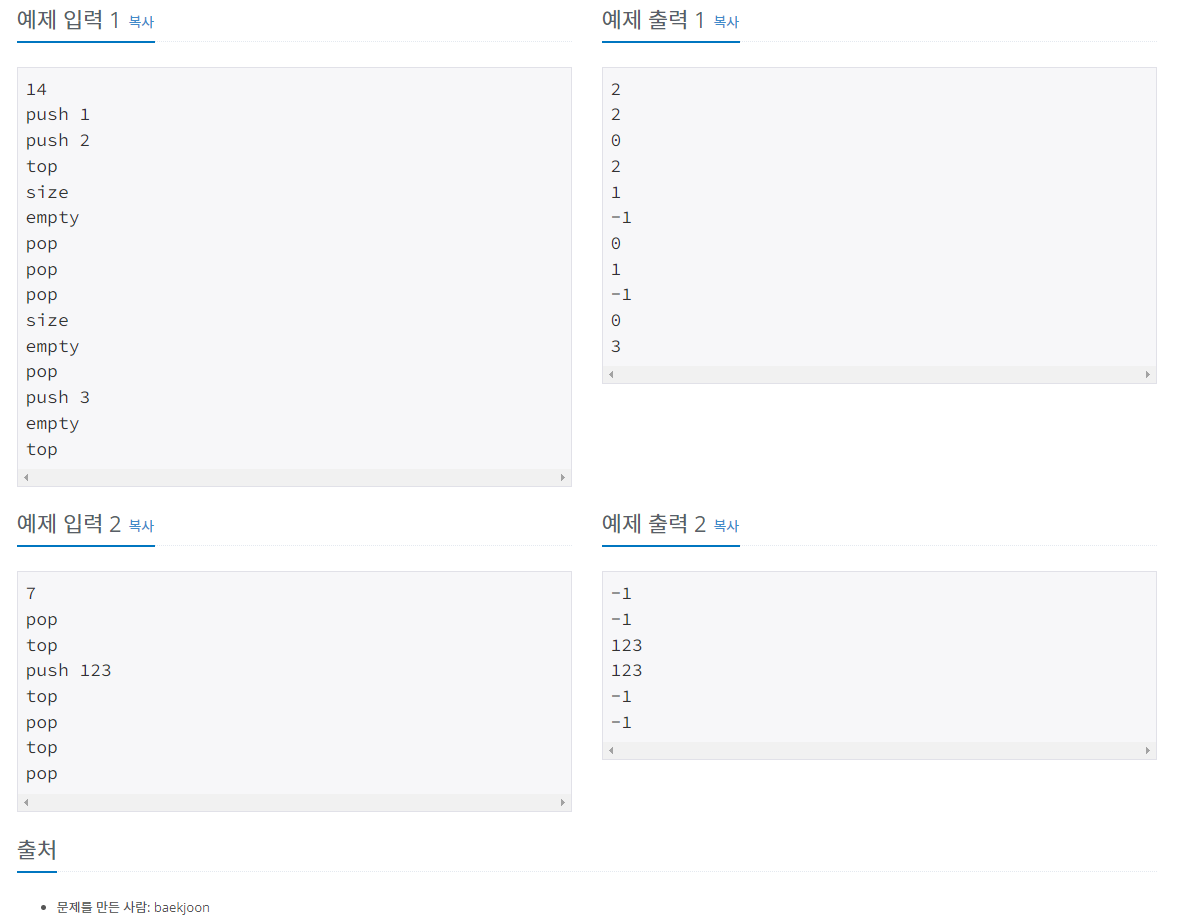 예제 입력 1 복사
14
push 1
push 2
top
size
empty
pop
pop
pop
size
empty
pop
push 3
empty
top
예제 출력 1 복사
2
2
0
2
1
-1
0
1
-1
0
3
예제 입력 2 복사
7
pop
top
push 123
top
pop
top
pop
예제 출력 2 복사
-1
-1
123
123
-1
-1
출처
문제를 만든 사람: baekjoon